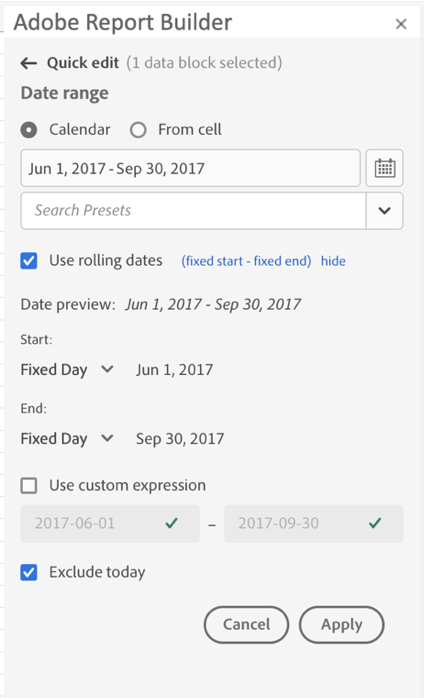 Adobe Report Builder
Quick edit (1 data block selected)
Date range
Calendar From cell
Jun 1, 2017 - Sep 30, 2017
Search Presets
Use rolling dates (fixed start - fixed end) hide
Date preview: Jun 1, 2017 - Sep 30, 2017
Start:
Fixed Day Jun 1, 2017
End:
Fixed Day Sep 30, 2017
Use custom expression
2017-06-01 – 2017-09-30
Exclude today
Cancel Apply